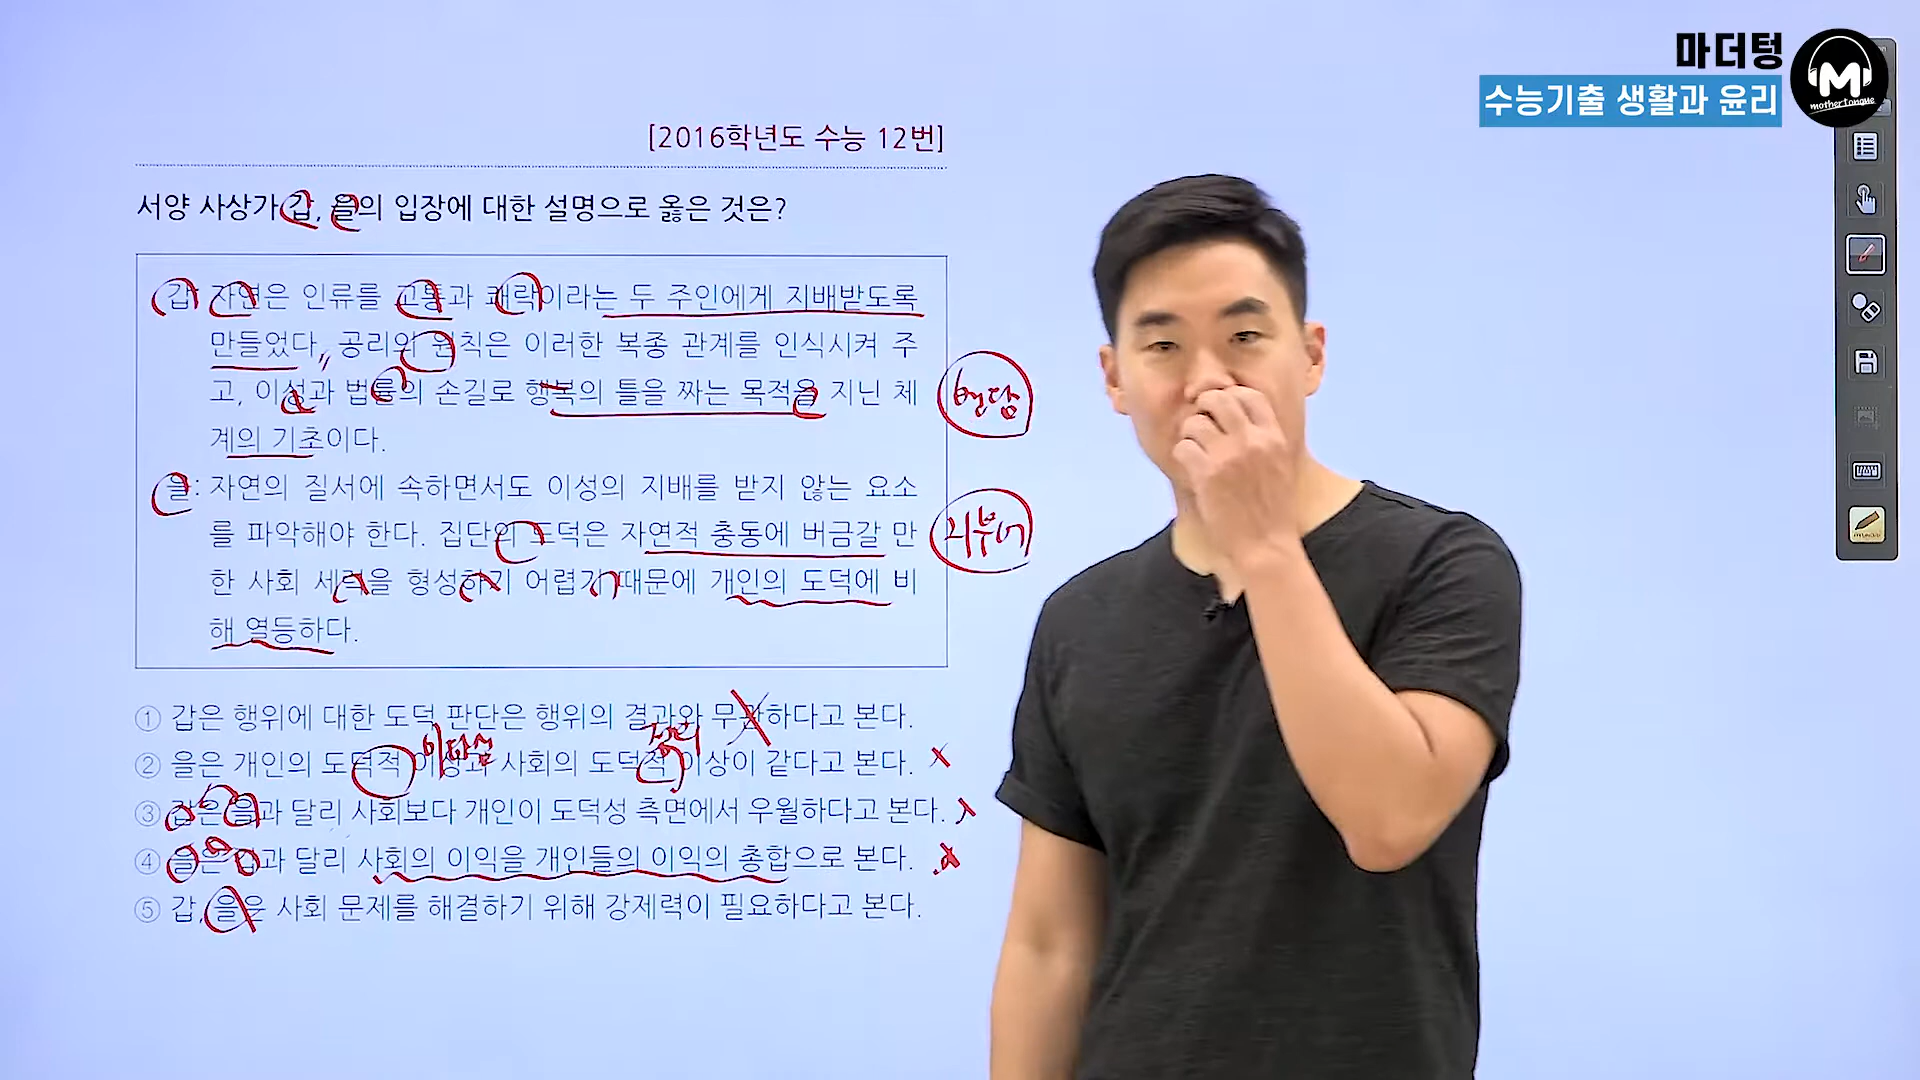 마더텅
수능기출 생활과 윤리
M
mothertongue
[2016학년도 수능 12번]
서양 사상가 갑, 을의 입장에 대한 설명으로 옳은 것은?
갑: 자연은 인류를 고통과 쾌락이라는 두 주인에게 지배받도록
만들었다. 공리의 원칙은 이러한 복종 관계를 인식시켜 주
고, 이성과 법률의 손길로 행복의 틀을 짜는 목적을 지닌 체
계의 기초이다.
벤담
을: 자연의 질서에 속하면서도 이성의 지배를 받지 않는 요소
를 파악해야 한다. 집단의 도덕은 자연적 충동에 버금갈 만
한 사회 세력을 형성하기 어렵기 때문에 개인의 도덕에 비
해 열등하다.
니부어
① 갑은 행위에 대한 도덕 판단은 행위의 결과와 무관하다고 본다.
이타심
정의
② 을은 개인의 도덕적 이상과 사회의 도덕적 이상이 같다고 본다.
③ 갑은 을과 달리 사회보다 개인이 도덕성 측면에서 우월하다고 본다.
④ 을은 갑과 달리 사회의 이익을 개인들의 이익의 총합으로 본다.
⑤ 갑, 을은 사회 문제를 해결하기 위해 강제력이 필요하다고 본다.